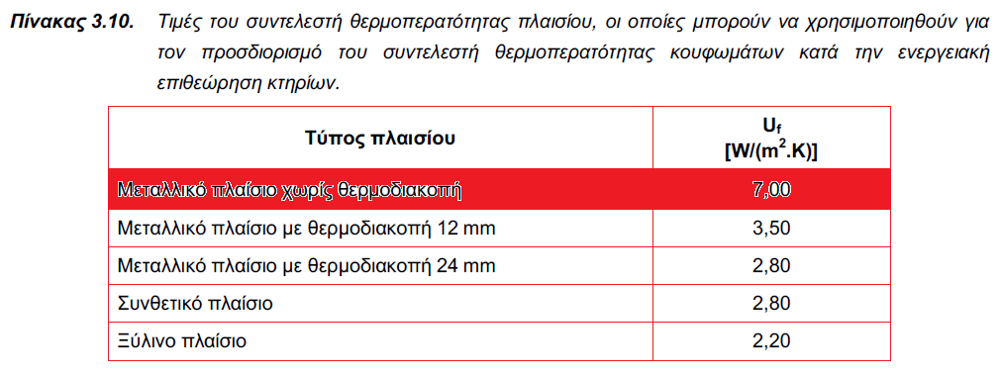 Πίνακας 3.10. Τιμές του συντελεστή θερμοπερατότητας πλαισίου, οι οποίες μπορούν να χρησιμοποιηθούν για
τον προσδιορισμό του συντελεστή θερμοπερατότητας κουφωμάτων κατά την ενεργειακή
επιθεώρηση κτηρίων.
Τύπος πλαισίου U_f [W/(m².K)]
Μεταλλικό πλαίσιο χωρίς θερμοδιακοπή 7,00
Μεταλλικό πλαίσιο με θερμοδιακοπή 12 mm 3,50
Μεταλλικό πλαίσιο με θερμοδιακοπή 24 mm 2,80
Συνθετικό πλαίσιο 2,80
Ξύλινο πλαίσιο 2,20